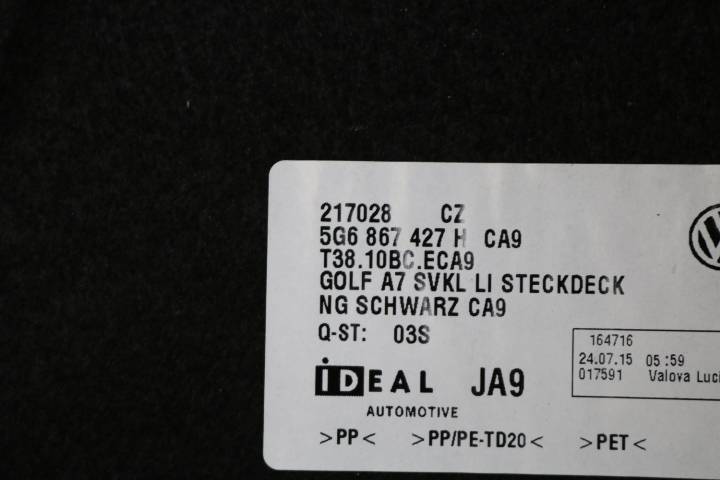 217028 CZ
5G6 867 427 H CA9
T38.10BC.ECA9
GOLF A7 SVKL LI STECKDECK
NG SCHWARZ CA9
Q-ST: 03S
164716
24.07.15 05:59
017591 Valova Luci
iDEAL JA9
AUTOMOTIVE
>PP< >PP/PE-TD20< >PET<